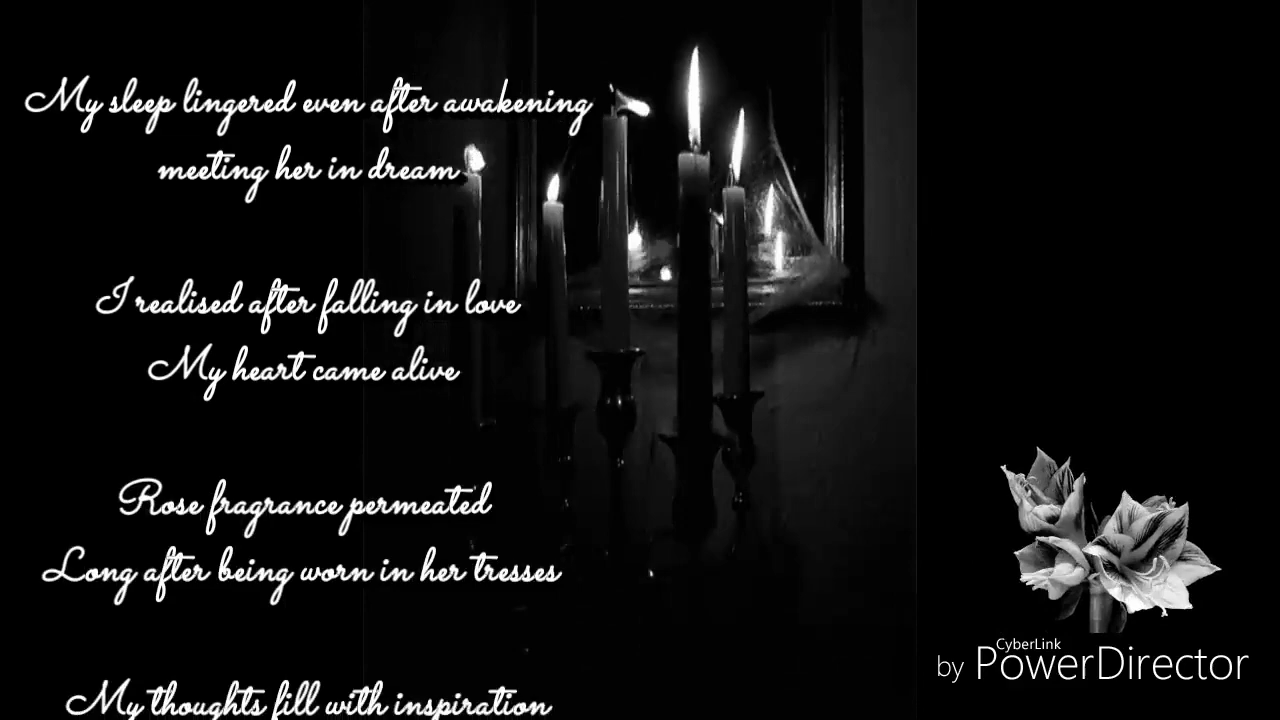 My sleep lingered even after awakening
meeting her in dream
I realised after falling in love
My heart came alive
Rose fragrance permeated
Long after being worn in her tresses
My thoughts fill with inspiration
CyberLink
by PowerDirector